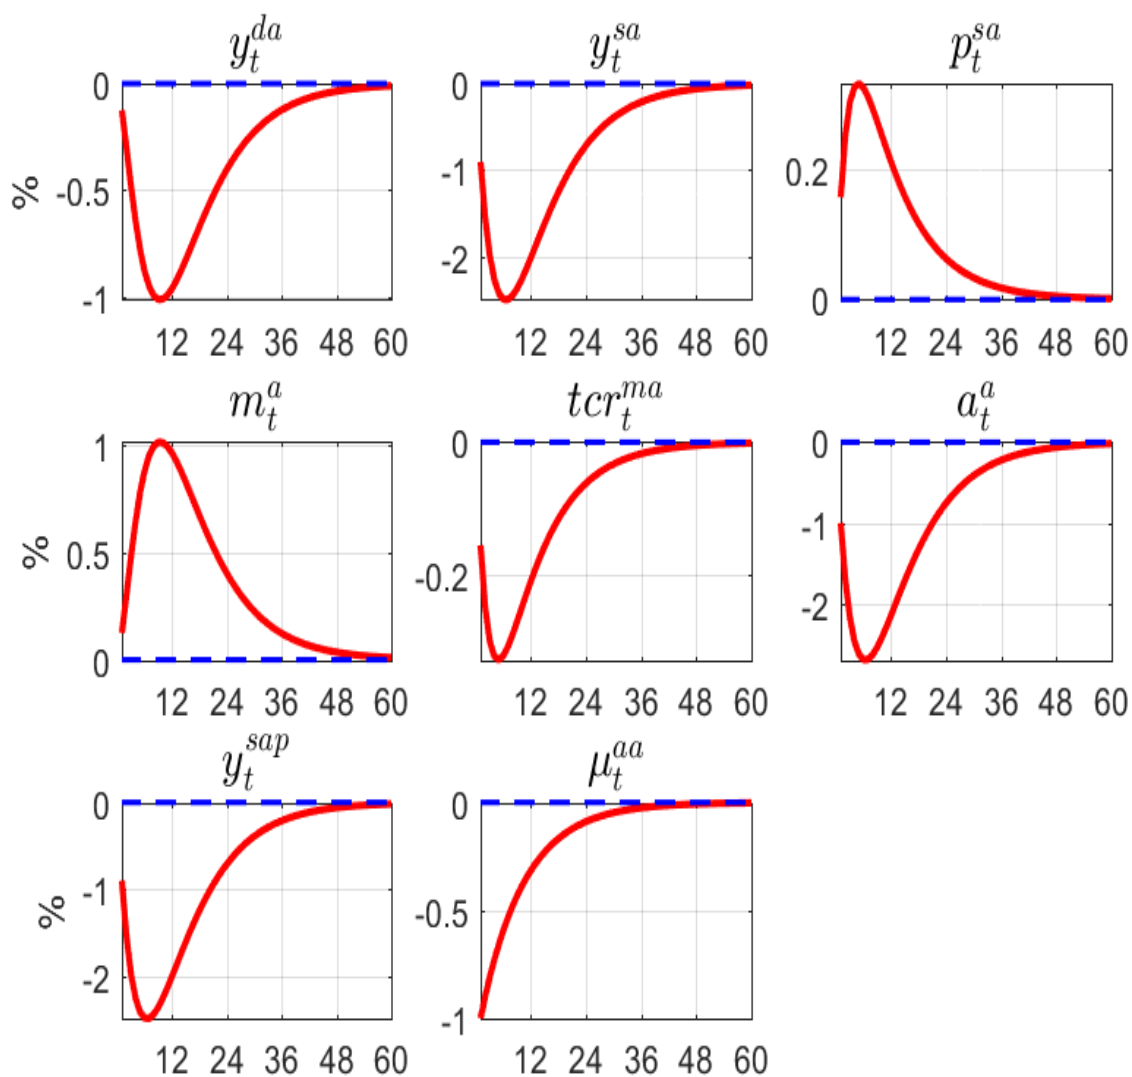 y_t^{da} y_t^{sa} p_t^{sa}
0 0
0.2
% -0.5 -1
-2
-1 0
12 24 36 48 60 12 24 36 48 60 12 24 36 48 60
m_t^a tcr_t^{ma} a_t^a
1 0 0
-1
% 0.5 -0.2
-2
0
12 24 36 48 60 12 24 36 48 60 12 24 36 48 60
y_t^{sap} μ_t^{aa}
0 0
% -1 -0.5
-2
-1
12 24 36 48 60 12 24 36 48 60